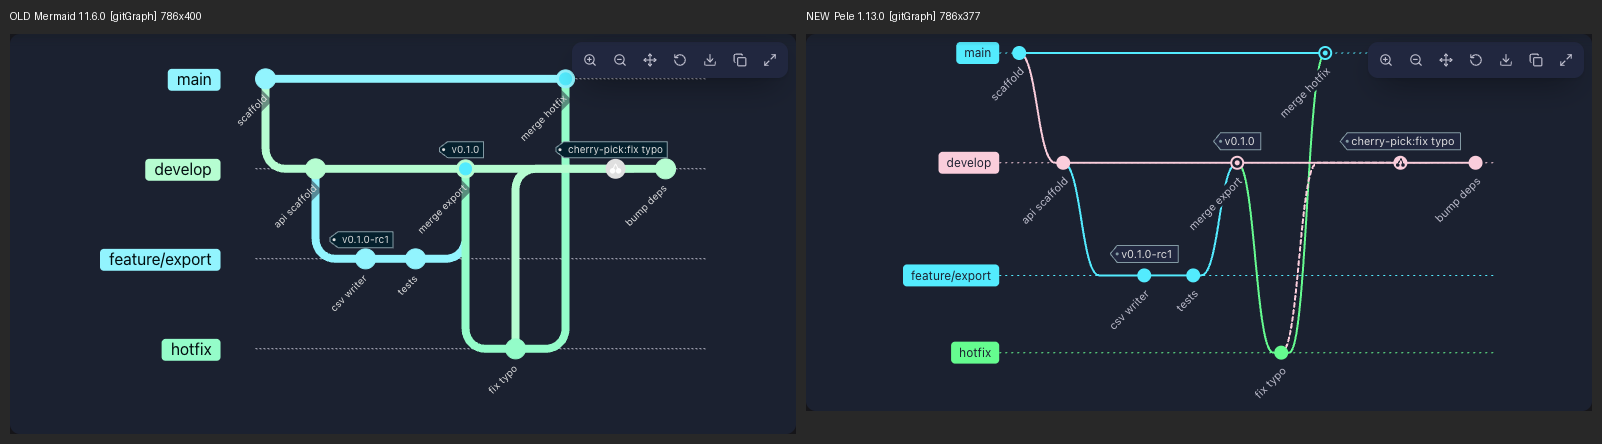 OLD Mermaid 11.6.0 [gitGraph] 786x400
main
scaffold
merge hotfix
v0.1.0
cherry-pick:fix typo
develop
api scaffold
merge export
bump deps
v0.1.0-rc1
feature/export
csv writer
tests
hotfix
fix typo
NEW Pele 1.13.0 [gitGraph] 786x377
main
scaffold
merge hotfix
v0.1.0
cherry-pick:fix typo
develop
api scaffold
merge export
bump deps
v0.1.0-rc1
feature/export
csv writer
tests
hotfix
fix typo